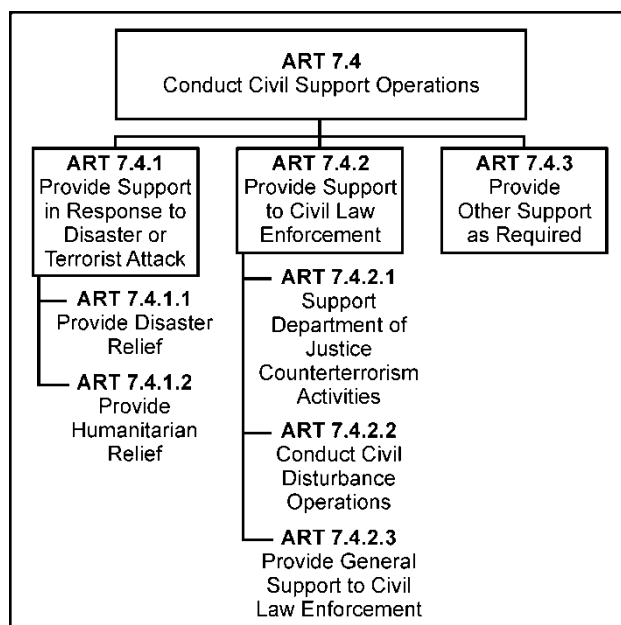 ART 7.4
Conduct Civil Support Operations
ART 7.4.1
Provide Support
in Response to
Disaster or
Terrorist Attack
ART 7.4.1.1
Provide Disaster
Relief
ART 7.4.1.2
Provide
Humanitarian
Relief
ART 7.4.2
Provide Support
to Civil Law
Enforcement
ART 7.4.2.1
Support
Department of
Justice
Counterterrorism
Activities
ART 7.4.2.2
Conduct Civil
Disturbance
Operations
ART 7.4.2.3
Provide General
Support to Civil
Law Enforcement
ART 7.4.3
Provide
Other Support
as Required